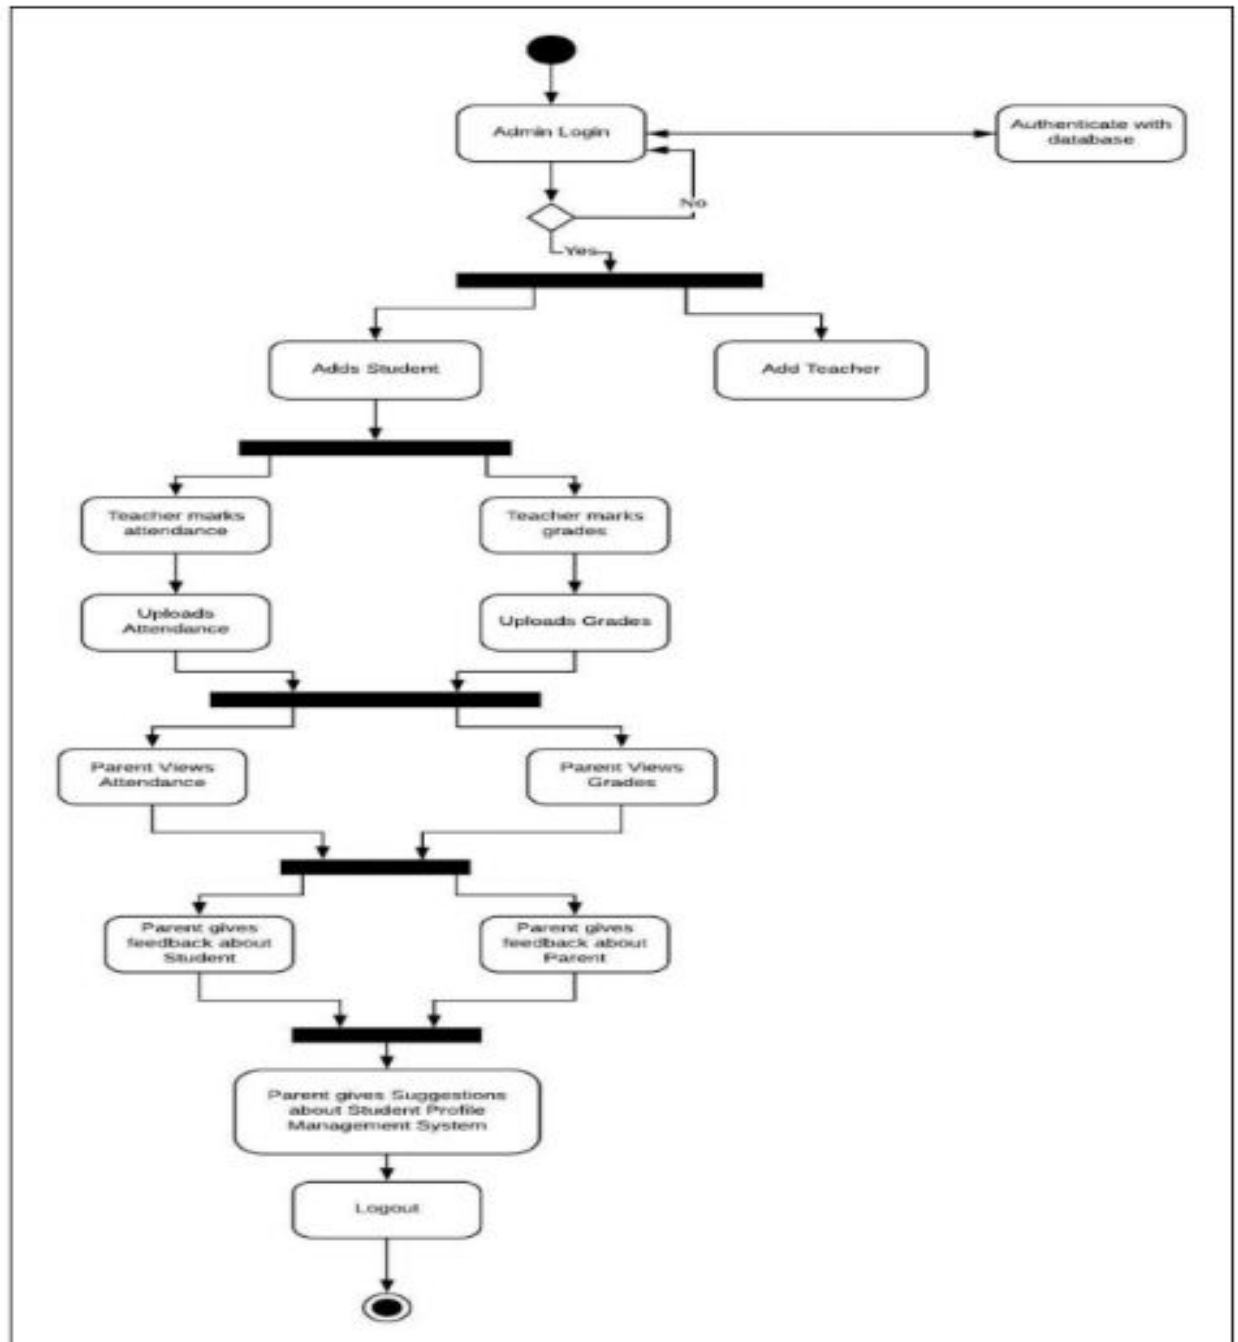 Admin Login
Authenticate with
database
No
Yes
Adds Student
Add Teacher
Teacher marks
attendance
Teacher marks
grades
Uploads
Attendance
Uploads Grades
Parent Views
Attendance
Parent Views
Grades
Parent gives
feedback about
Student
Parent gives
feedback about
Parent
Parent gives Suggestions
about Student Profile
Management System
Logout